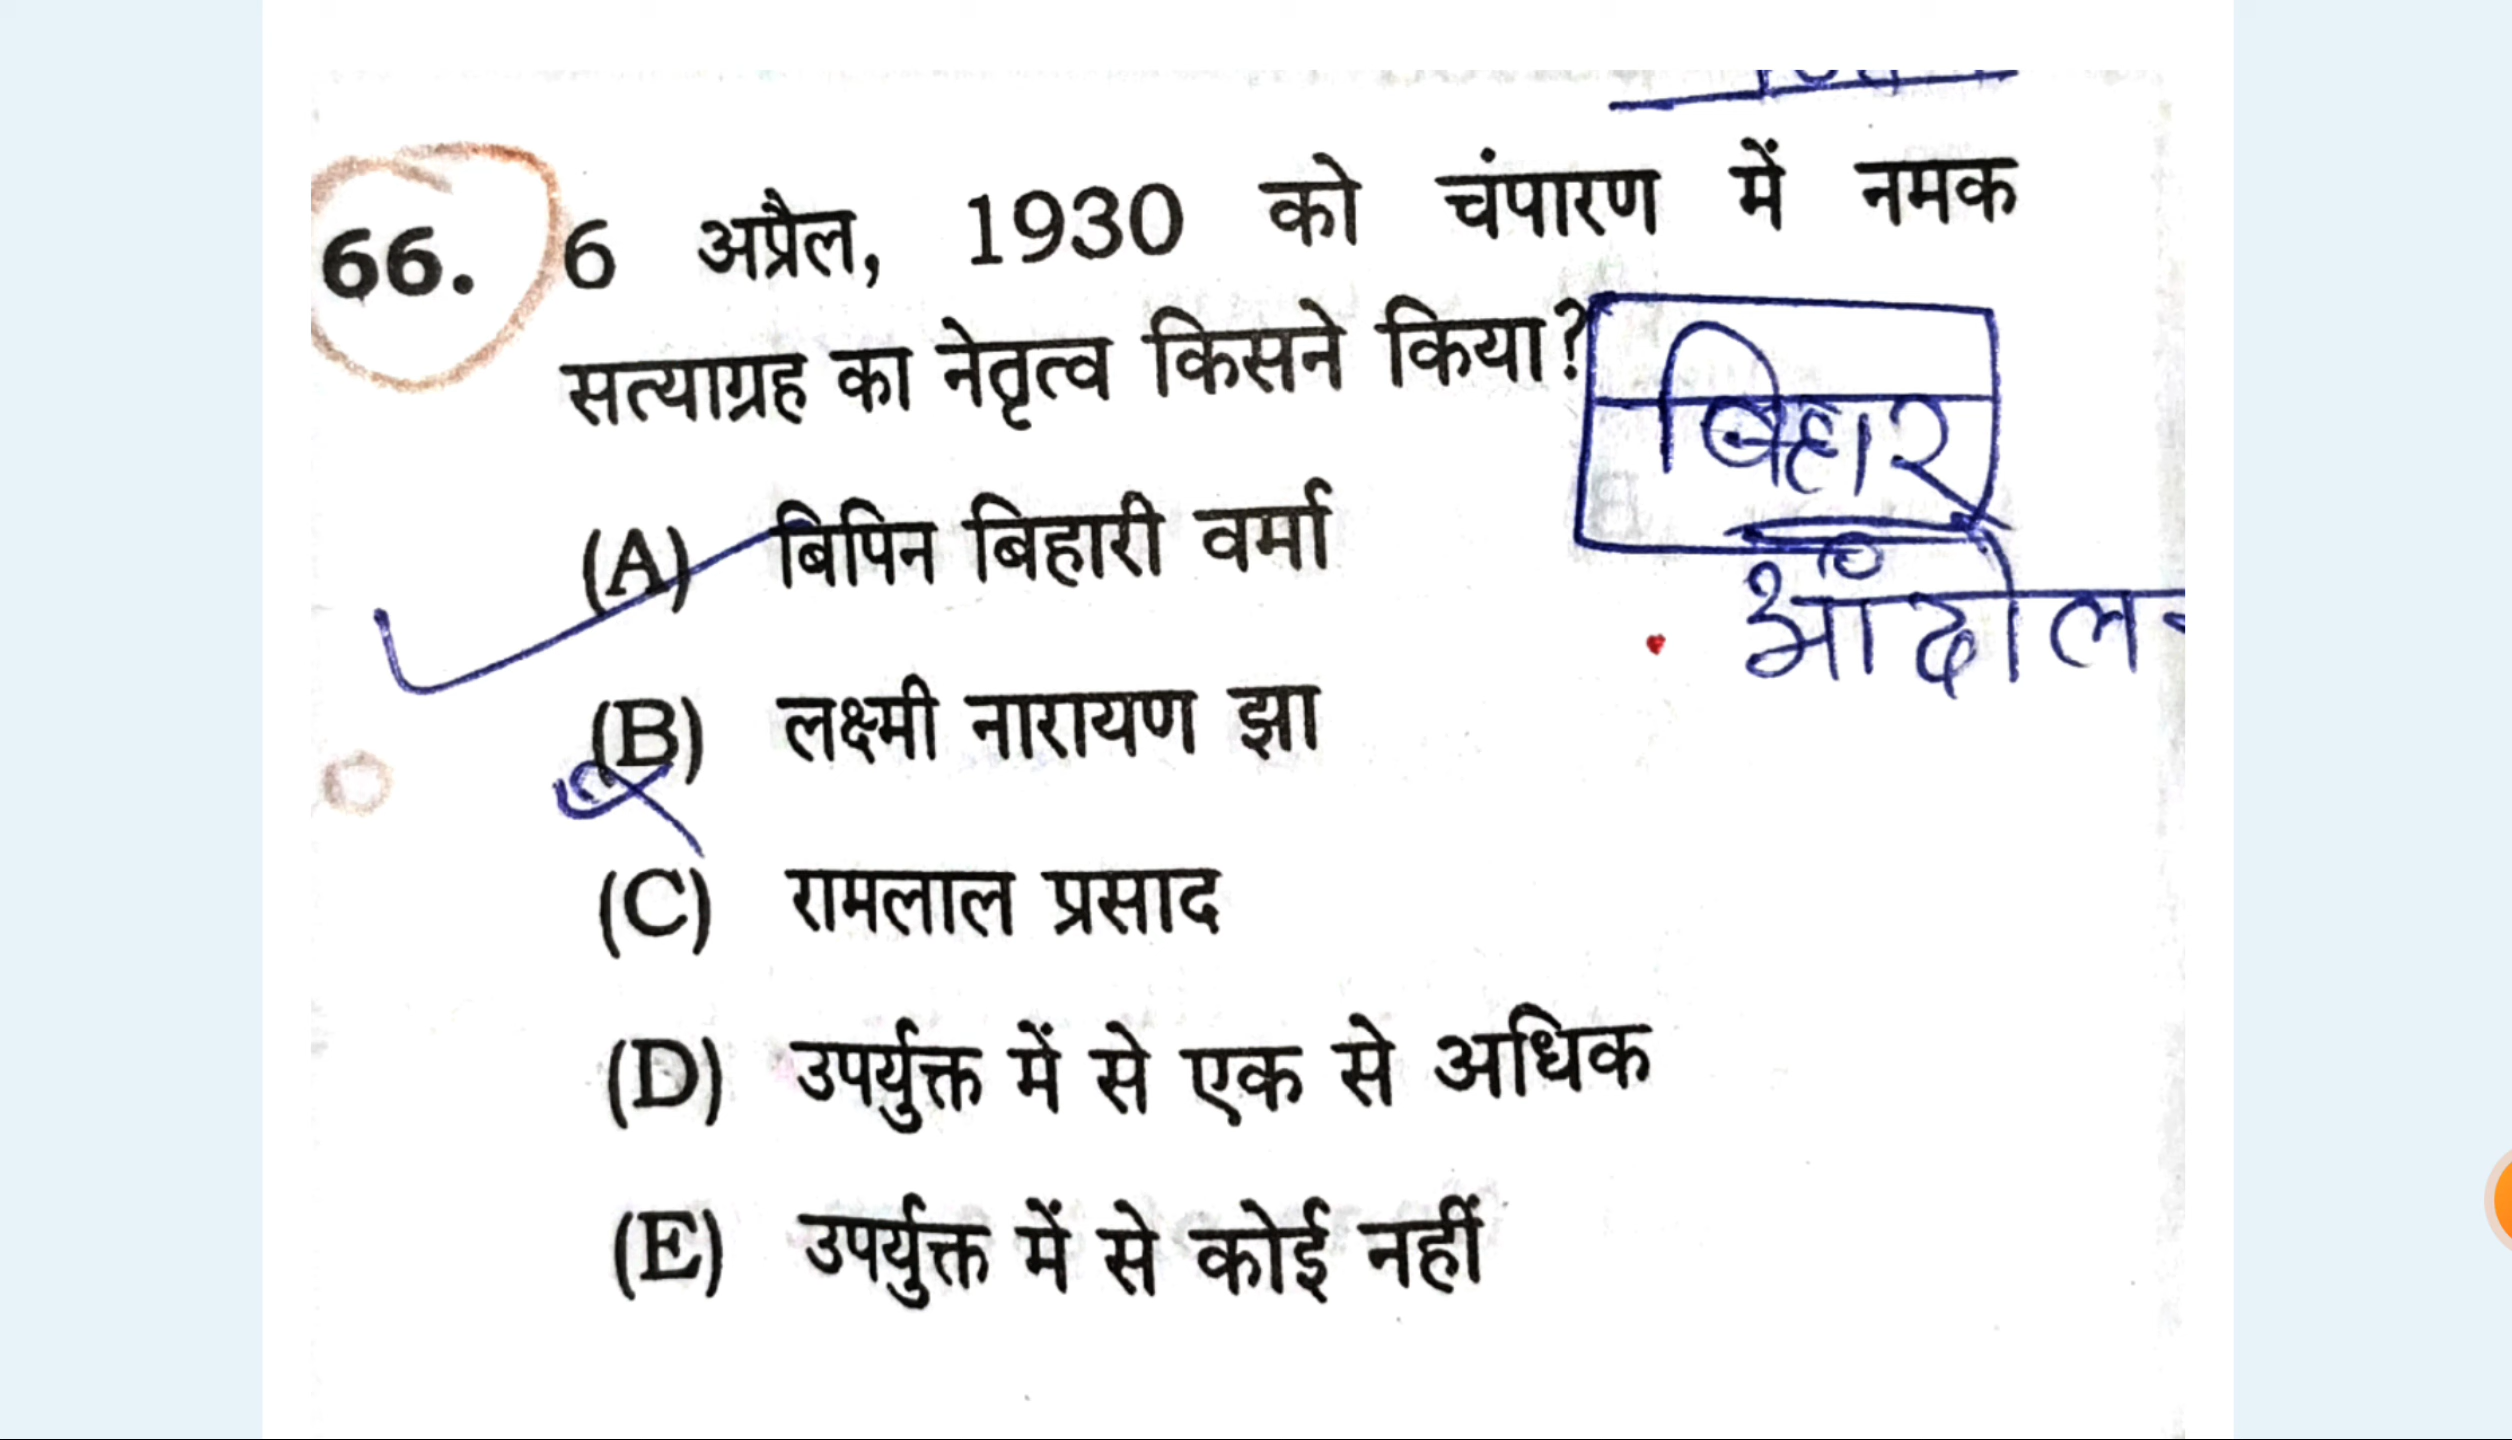 66. 6 अप्रैल, 1930 को चंपारण में नमक
सत्याग्रह का नेतृत्व किसने किया?
बिहार
(A) बिपिन बिहारी वर्मा
(B) लक्ष्मी नारायण झा
(C) रामलाल प्रसाद
(D) उपर्युक्त में से एक से अधिक
(E) उपर्युक्त में से कोई नहीं